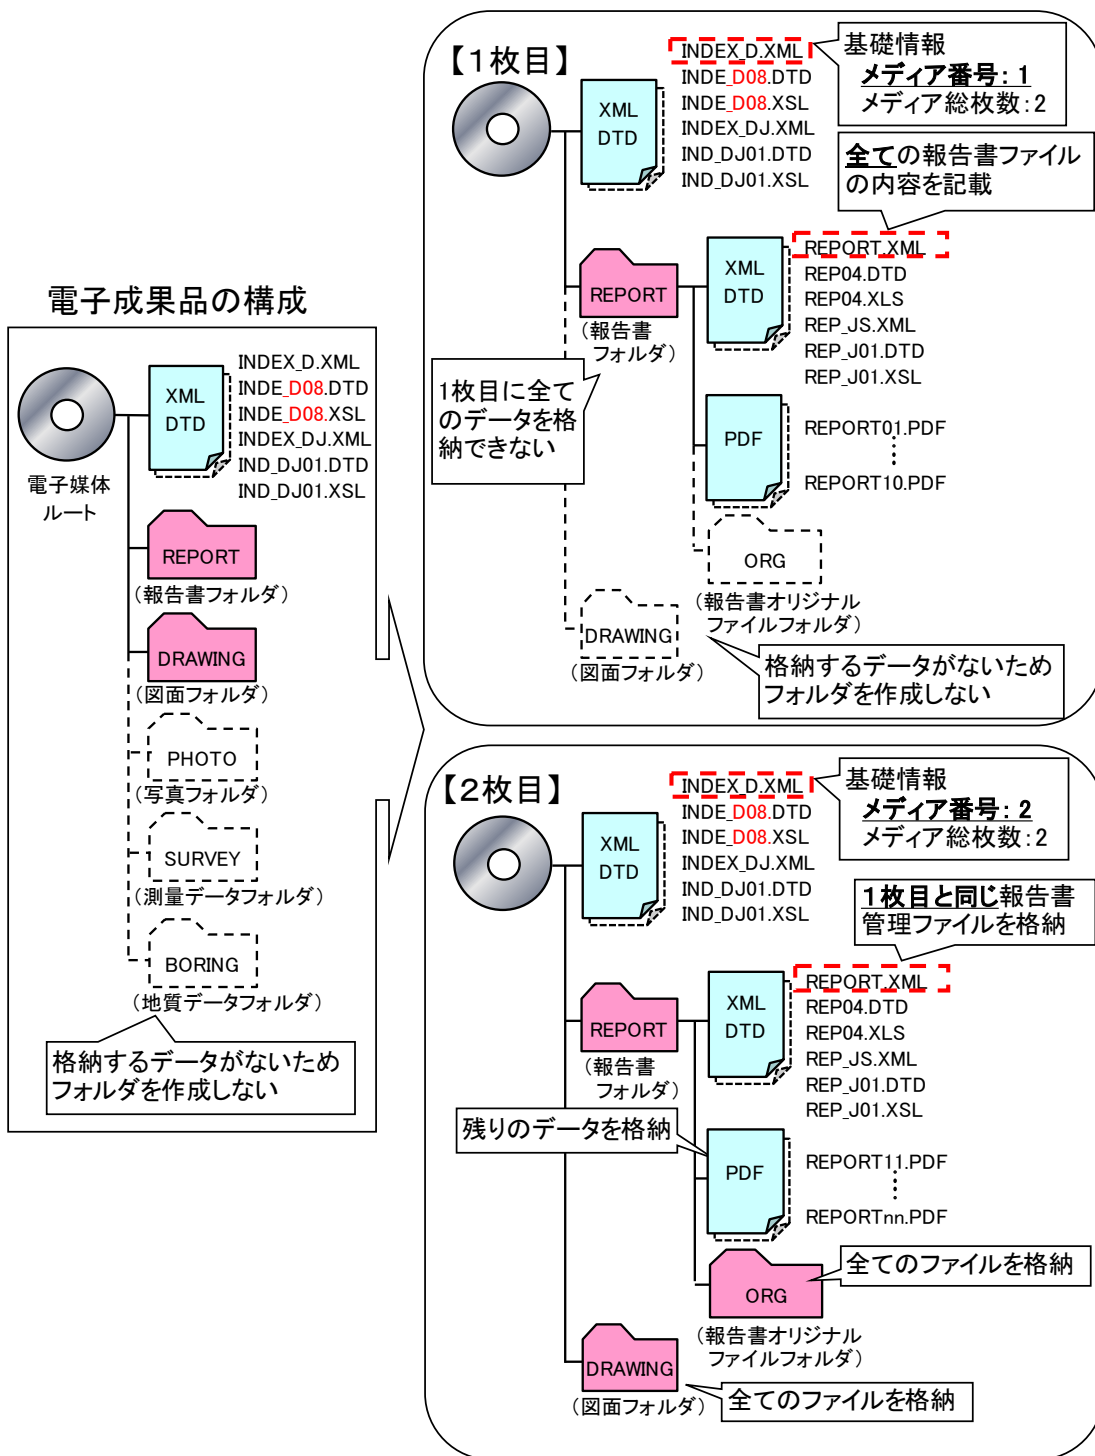 電子成果品の構成
XML
DTD
INDEX_D.XML
INDE_D08.DTD
INDE_D08.XSL
INDEX_DJ.XML
IND_DJ01.DTD
IND_DJ01.XSL
電子媒体
ルート
REPORT
(報告書フォルダ)
DRAWING
(図面フォルダ)
PHOTO
(写真フォルダ)
SURVEY
(測量データフォルダ)
BORING
(地質データフォルダ)
格納するデータがないため
フォルダを作成しない
【1枚目】
XML
DTD
INDEX_D.XML
INDE_D08.DTD
INDE_D08.XSL
INDEX_DJ.XML
IND_DJ01.DTD
IND_DJ01.XSL
基礎情報
メディア番号:1
メディア総枚数:2
全ての報告書ファイル
の内容を記載
REPORT
(報告書
フォルダ)
XML
DTD
REPORT.XML
REP04.DTD
REP04.XLS
REP_JS.XML
REP_J01.DTD
REP_J01.XSL
1枚目に全て
のデータを格
納できない
PDF
REPORT01.PDF
REPORT10.PDF
ORG
(報告書オリジナル
ファイルフォルダ)
DRAWING
(図面フォルダ)
格納するデータがないため
フォルダを作成しない
【2枚目】
XML
DTD
INDEX_D.XML
INDE_D08.DTD
INDE_D08.XSL
INDEX_DJ.XML
IND_DJ01.DTD
IND_DJ01.XSL
基礎情報
メディア番号:2
メディア総枚数:2
1枚目と同じ報告書
管理ファイルを格納
REPORT
(報告書
フォルダ)
XML
DTD
REPORT.XML
REP04.DTD
REP04.XLS
REP_JS.XML
REP_J01.DTD
REP_J01.XSL
残りのデータを格納
PDF
REPORT11.PDF
REPORTnn.PDF
ORG
全てのファイルを格納
(報告書オリジナル
ファイルフォルダ)
DRAWING
(図面フォルダ)
全てのファイルを格納